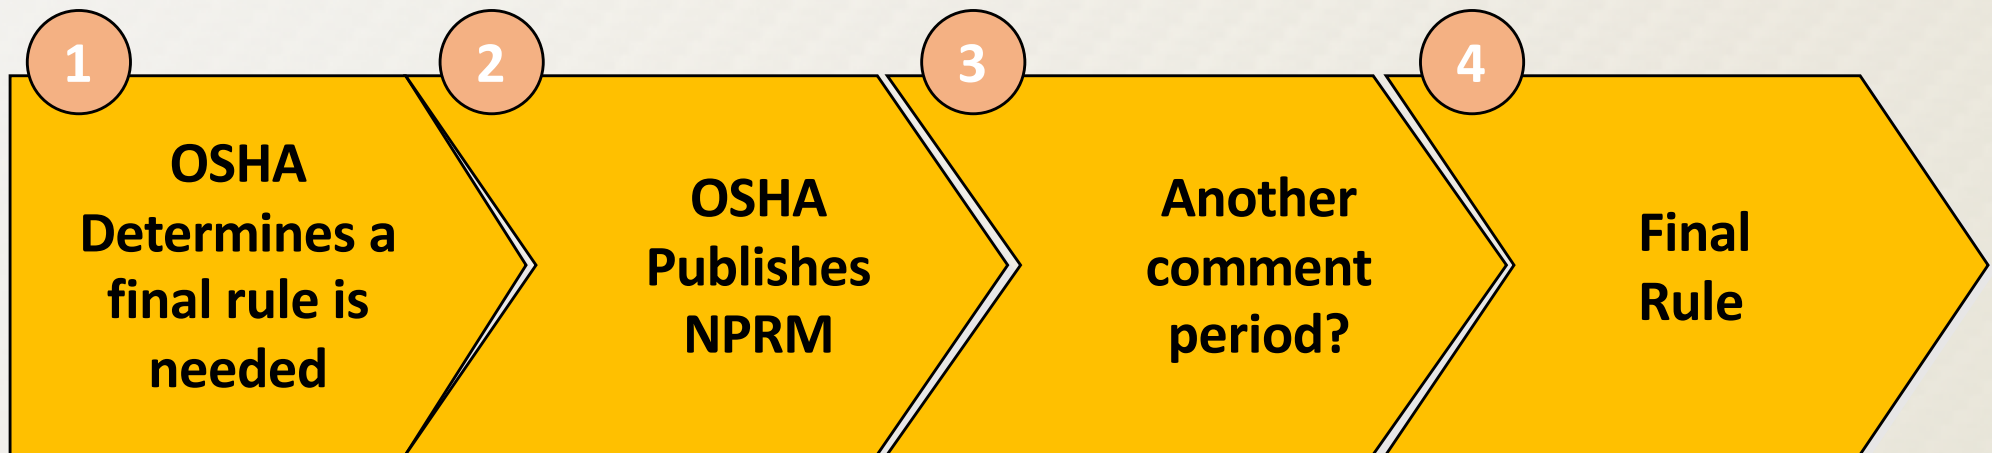 1
OSHA
Determines a
final rule is
needed
2
OSHA
Publishes
NPRM
3
Another
comment
period?
4
Final
Rule